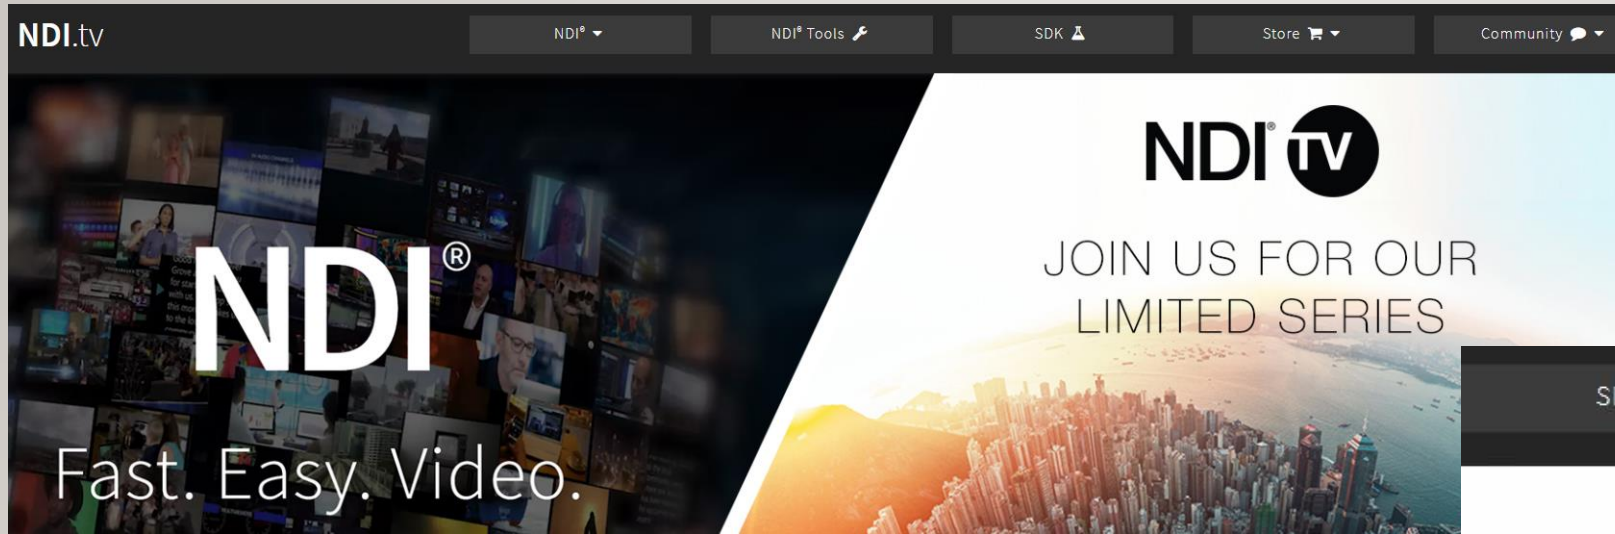 NDI.tv
NDI® Tools SDK Store Community
NDI®
Fast. Easy. Video.
NDI® TV
JOIN US FOR OUR
LIMITED SERIES